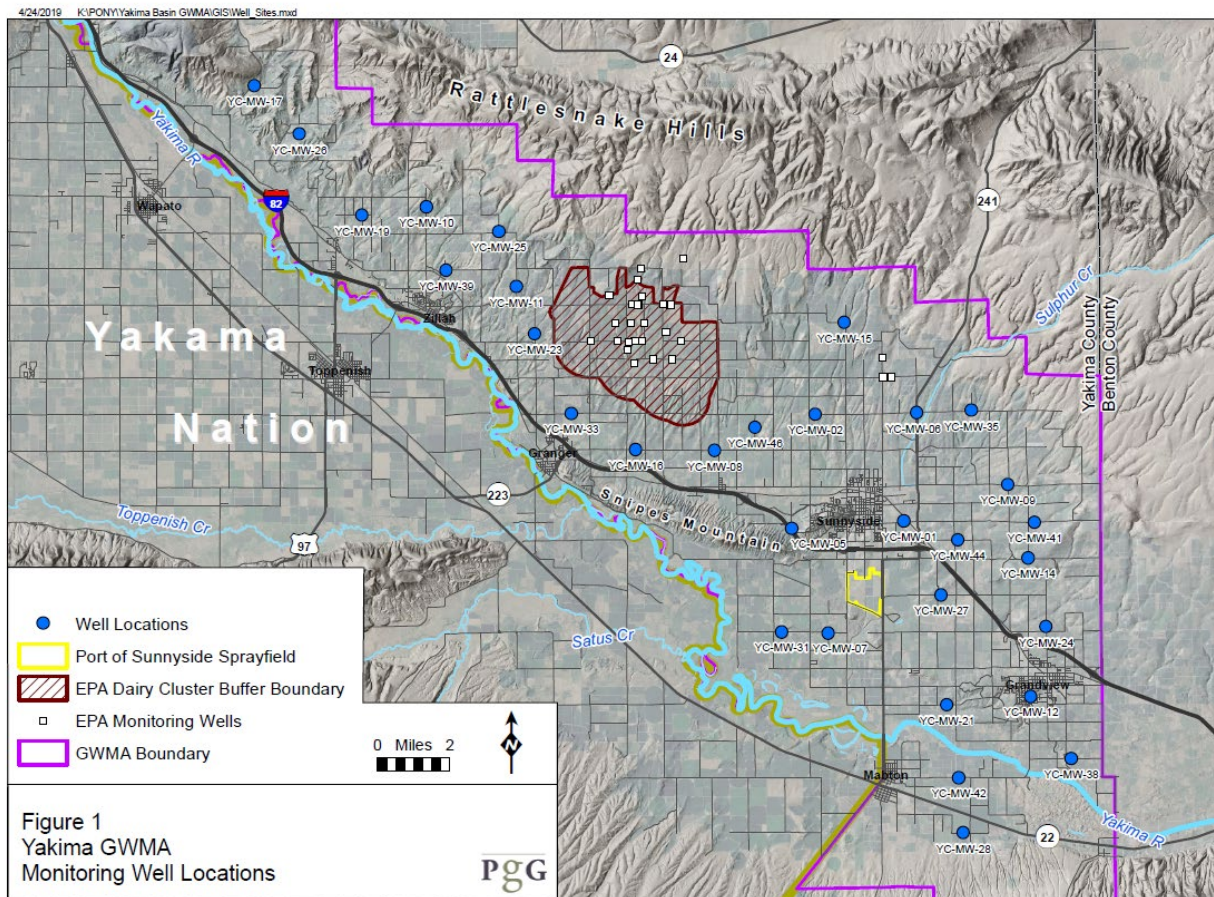 4/24/2019 K:\PONY\Yakima Basin GWMA\GIS\Well_Sites.mxd
24
YC-MW-17
Rattlesnake Hills
Yakima R
YC-MW-26
82
Wapato
241
YC-MW-19
YC-MW-10
YC-MW-25
Sulphur Cr
YC-MW-39
YC-MW-11
Zillah
YC-MW-23
YC-MW-15
Yakama
Nation
Toppenish
Yakima County
Benton County
YC-MW-33
YC-MW-46
YC-MW-02
YC-MW-06
YC-MW-35
Granger
YC-MW-16
YC-MW-08
223
YC-MW-09
Snipes Mountain
Sunnyside
Toppenish Cr
97
YC-MW-05
YC-MW-01
YC-MW-41
YC-MW-44
YC-MW-14
YC-MW-27
Satus Cr
YC-MW-31
YC-MW-07
YC-MW-24
Grandview
YC-MW-12
YC-MW-21
YC-MW-38
Mabton
YC-MW-42
Yakima R
YC-MW-28
22
Well Locations
Port of Sunnyside Sprayfield
EPA Dairy Cluster Buffer Boundary
EPA Monitoring Wells
GWMA Boundary
0 Miles 2
N
Figure 1
Yakima GWMA
Monitoring Well Locations
PgG